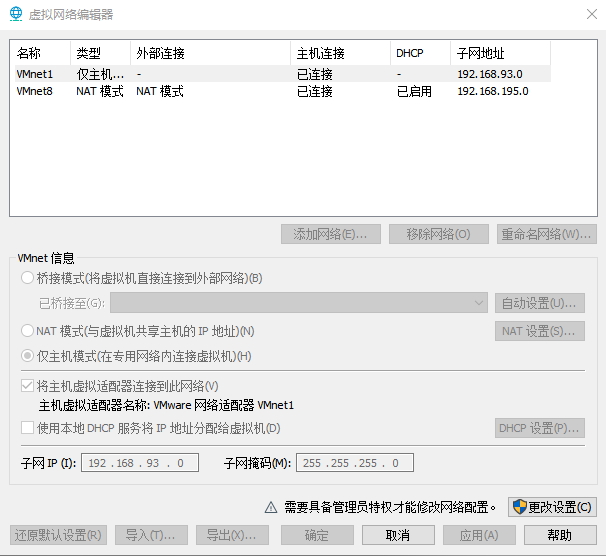 虚拟网络编辑器
名称 类型 外部连接 主机连接 DHCP 子网地址
VMnet1 仅主机... - 已连接 - 192.168.93.0
VMnet8 NAT 模式 NAT 模式 已连接 已启用 192.168.195.0
添加网络(E)... 移除网络(O) 重命名网络(W)...
VMnet 信息
桥接模式(将虚拟机直接连接到外部网络)(B)
已桥接至(G): 自动设置(U)...
NAT 模式(与虚拟机共享主机的 IP 地址)(N) NAT 设置(S)...
仅主机模式(在专用网络内连接虚拟机)(H)
将主机虚拟适配器连接到此网络(V)
主机虚拟适配器名称: VMware 网络适配器 VMnet1
使用本地 DHCP 服务将 IP 地址分配给虚拟机(D) DHCP 设置(P)...
子网 IP (I): 192 . 168 . 93 . 0 子网掩码(M): 255 . 255 . 255 . 0
需要具备管理员特权才能修改网络配置。 更改设置(C)
还原默认设置(R) 导入(T)... 导出(X)... 确定 取消 应用(A) 帮助